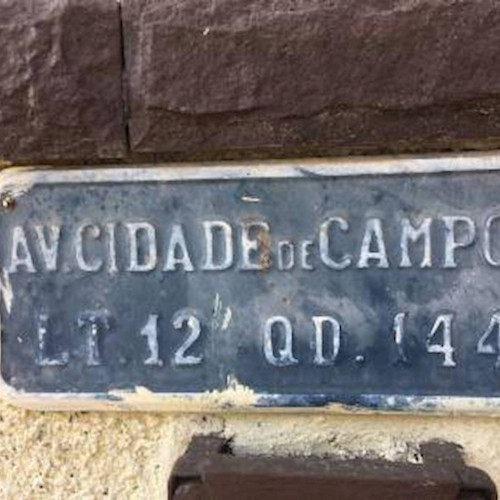 AV. CIDADE DE CAMPO
LT. 12 QD. 144